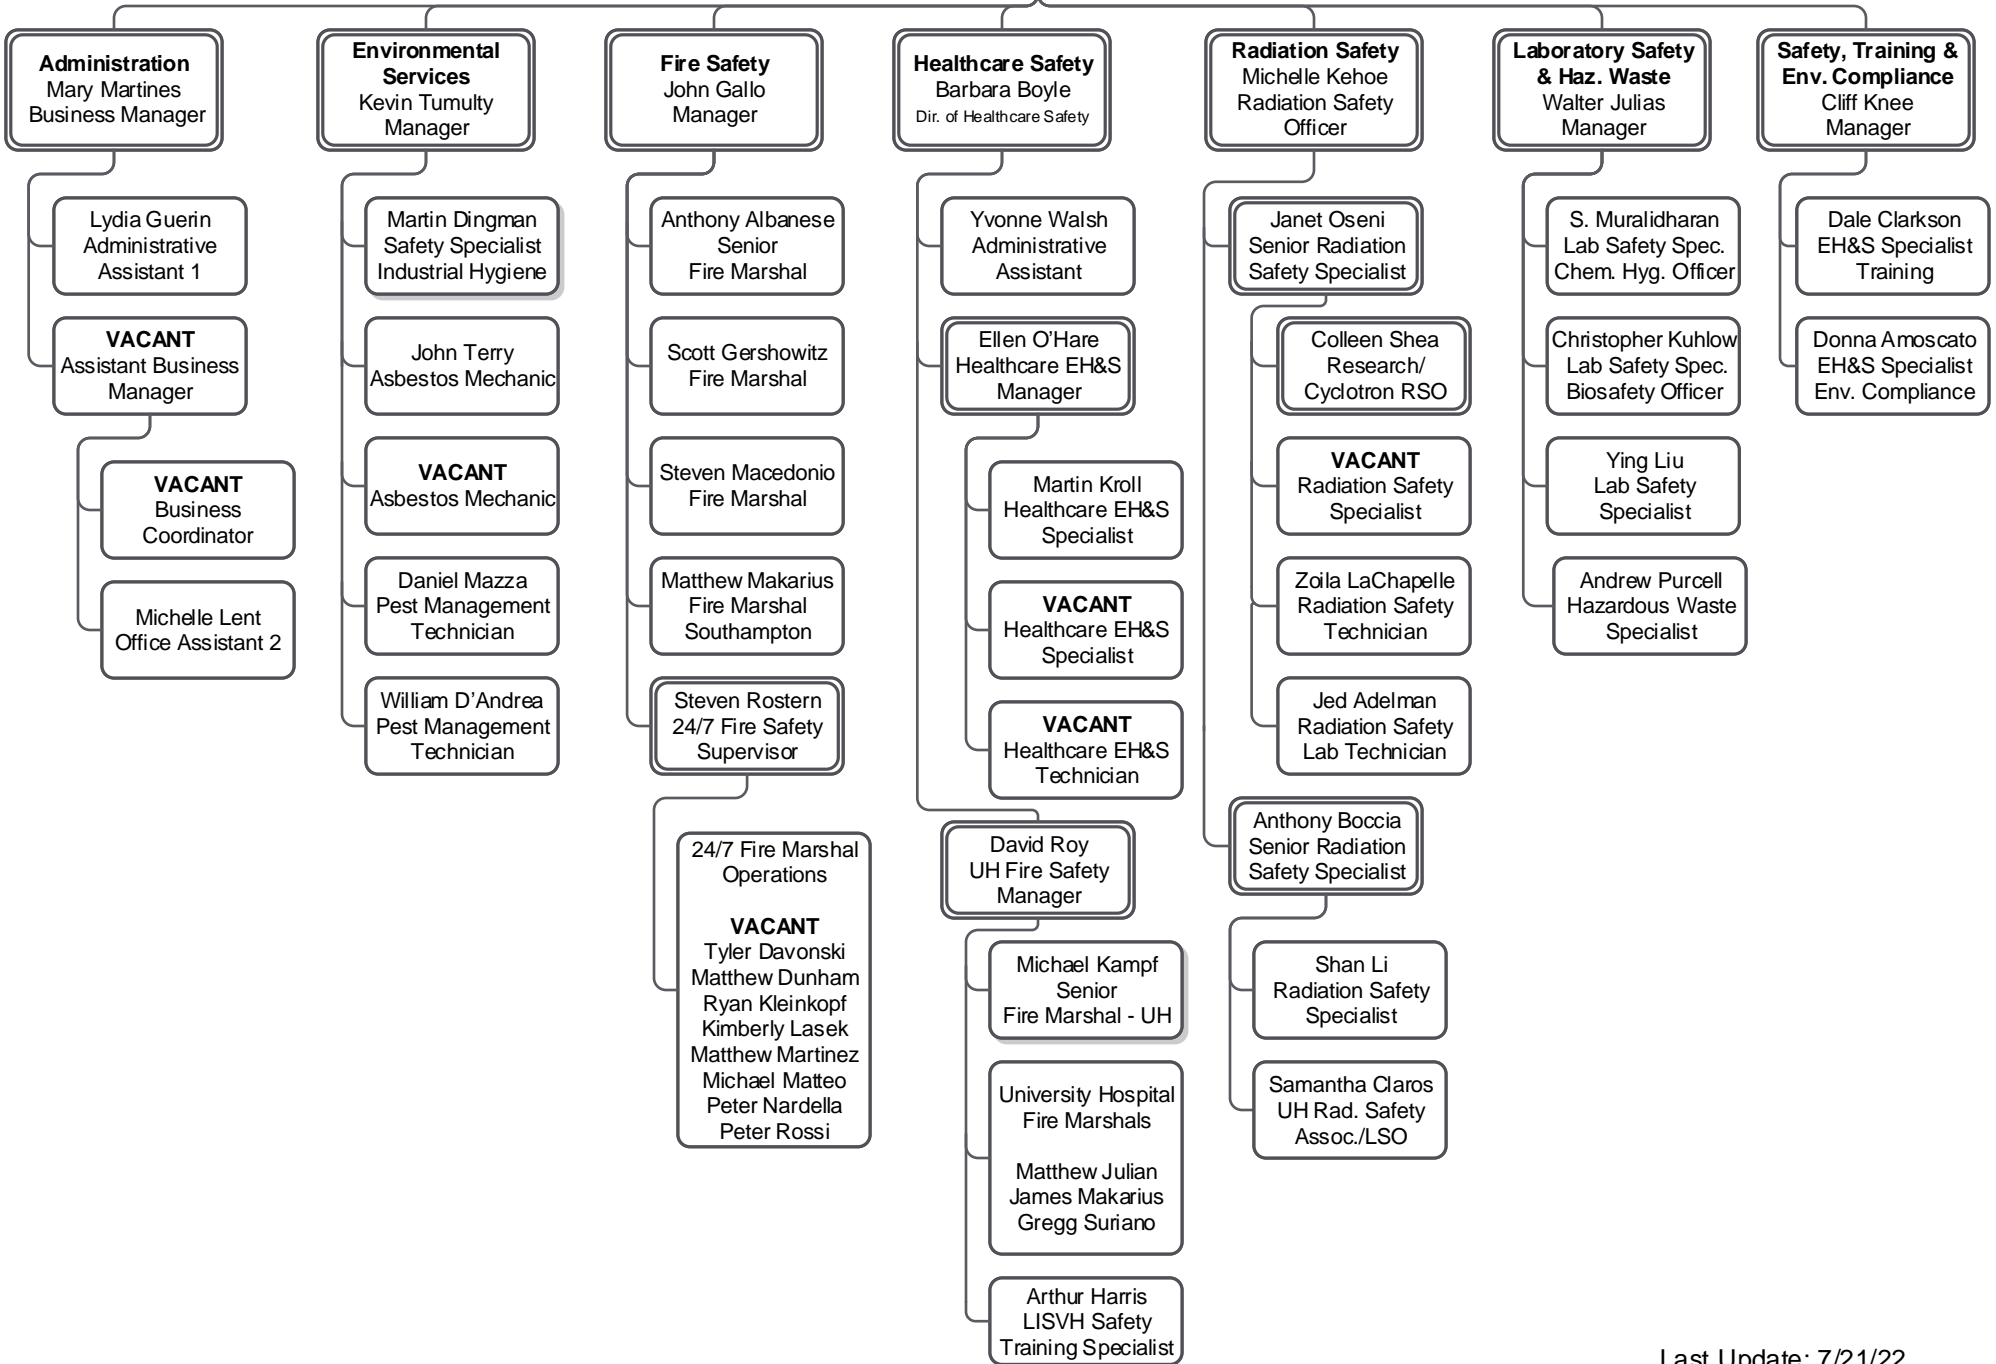 Administration
Mary Martines
Business Manager
Lydia Guerin
Administrative
Assistant 1
VACANT
Assistant Business
Manager
VACANT
Business
Coordinator
Michelle Lent
Office Assistant 2
Environmental
Services
Kevin Tumulty
Manager
Martin Dingman
Safety Specialist
Industrial Hygiene
John Terry
Asbestos Mechanic
VACANT
Asbestos Mechanic
Daniel Mazza
Pest Management
Technician
William D’Andrea
Pest Management
Technician
Fire Safety
John Gallo
Manager
Anthony Albanese
Senior
Fire Marshal
Scott Gershowitz
Fire Marshal
Steven Macedonio
Fire Marshal
Matthew Makarius
Fire Marshal
Southampton
Steven Rostern
24/7 Fire Safety
Supervisor
24/7 Fire Marshal
Operations
VACANT
Tyler Davonski
Matthew Dunham
Ryan Kleinkopf
Kimberly Lasek
Matthew Martinez
Michael Matteo
Peter Nardella
Peter Rossi
Healthcare Safety
Barbara Boyle
Dir. of Healthcare Safety
Yvonne Walsh
Administrative
Assistant
Ellen O’Hare
Healthcare EH&S
Manager
Martin Kroll
Healthcare EH&S
Specialist
VACANT
Healthcare EH&S
Specialist
VACANT
Healthcare EH&S
Technician
David Roy
UH Fire Safety
Manager
Michael Kampf
Senior
Fire Marshal - UH
University Hospital
Fire Marshals
Matthew Julian
James Makarius
Gregg Suriano
Arthur Harris
LISVH Safety
Training Specialist
Radiation Safety
Michelle Kehoe
Radiation Safety
Officer
Janet Oseni
Senior Radiation
Safety Specialist
Colleen Shea
Research/
Cyclotron RSO
VACANT
Radiation Safety
Specialist
Zoila LaChapelle
Radiation Safety
Technician
Jed Adelman
Radiation Safety
Lab Technician
Anthony Boccia
Senior Radiation
Safety Specialist
Shan Li
Radiation Safety
Specialist
Samantha Claros
UH Rad. Safety
Assoc./LSO
Laboratory Safety
& Haz. Waste
Walter Julias
Manager
S. Muralidharan
Lab Safety Spec.
Chem. Hyg. Officer
Christopher Kuhlow
Lab Safety Spec.
Biosafety Officer
Ying Liu
Lab Safety
Specialist
Andrew Purcell
Hazardous Waste
Specialist
Safety, Training &
Env. Compliance
Cliff Knee
Manager
Dale Clarkson
EH&S Specialist
Training
Donna Amoscato
EH&S Specialist
Env. Compliance
Last Update: 7/21/22